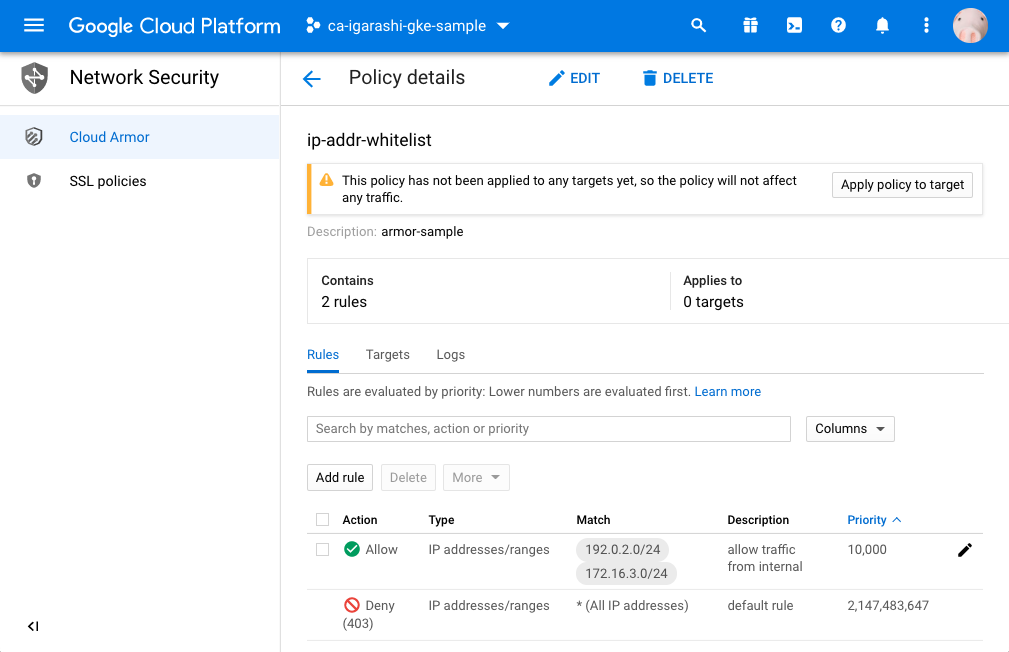 Google Cloud Platform ca-igarashi-gke-sample
Network Security
Policy details EDIT DELETE
Cloud Armor
SSL policies
ip-addr-whitelist
This policy has not been applied to any targets yet, so the policy will not affect
any traffic.
Apply policy to target
Description: armor-sample
Contains
2 rules
Applies to
0 targets
Rules Targets Logs
Rules are evaluated by priority: Lower numbers are evaluated first. Learn more
Search by matches, action or priority
Columns
Add rule Delete More
Action Type Match Description Priority
Allow IP addresses/ranges 192.0.2.0/24 allow traffic 10,000
172.16.3.0/24 from internal
Deny IP addresses/ranges * (All IP addresses) default rule 2,147,483,647
(403)